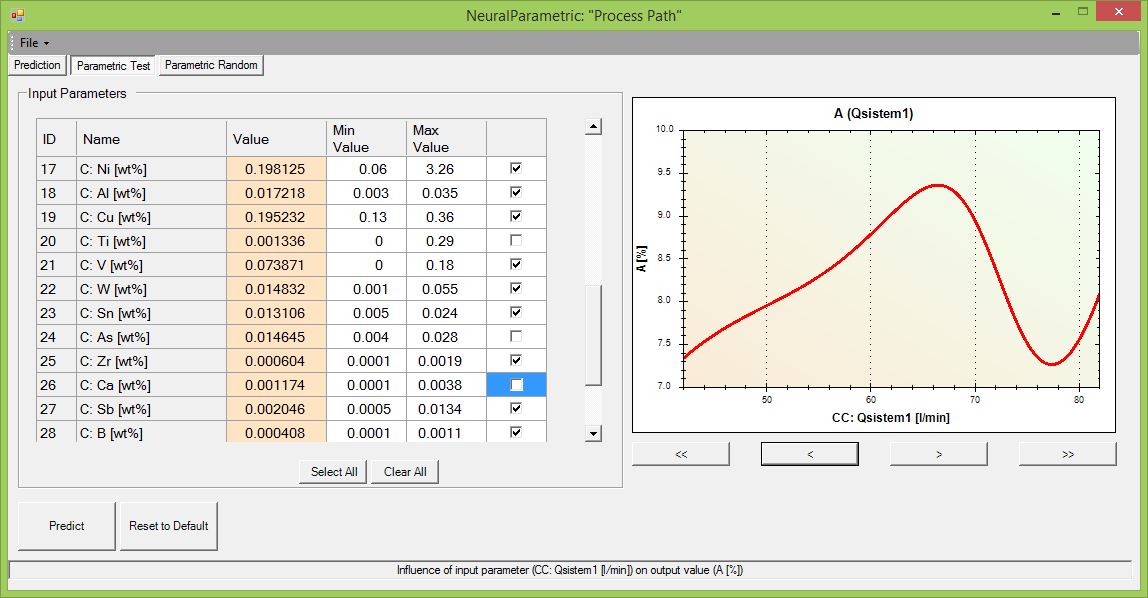 NeuralParametric: "Process Path"
File
Prediction Parametric Test Parametric Random
Input Parameters
ID Name Value Min Value Max Value
17 C: Ni [wt%] 0.198125 0.06 3.26
18 C: Al [wt%] 0.017218 0.003 0.035
19 C: Cu [wt%] 0.195232 0.13 0.36
20 C: Ti [wt%] 0.001336 0 0.29
21 C: V [wt%] 0.073871 0 0.18
22 C: W [wt%] 0.014832 0.001 0.055
23 C: Sn [wt%] 0.013106 0.005 0.024
24 C: As [wt%] 0.014645 0.004 0.028
25 C: Zr [wt%] 0.000604 0.0001 0.0019
26 C: Ca [wt%] 0.001174 0.0001 0.0038
27 C: Sb [wt%] 0.002046 0.0005 0.0134
28 C: B [wt%] 0.000408 0.0001 0.0011
Select All Clear All
Predict Reset to Default
A (Qsistem1)
A [%]
10.0
9.5
9.0
8.5
8.0
7.5
7.0
50 60 70 80
CC: Qsistem1 [l/min]
<< < > >>
Influence of input parameter (CC: Qsistem1 [l/min]) on output value (A [%])